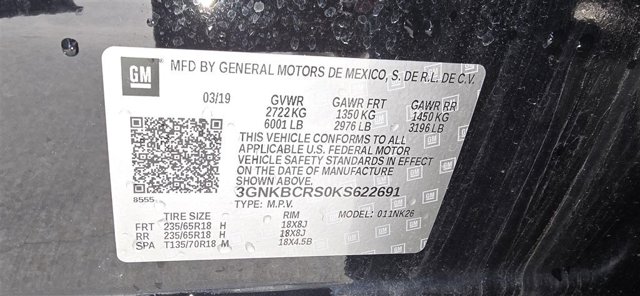 GM MFD BY GENERAL MOTORS DE MEXICO, S. DE R.L. DE C.V.
03/19 GVWR GAWR FRT GAWR RR
2722 KG 1350 KG 1450 KG
6001 LB 2976 LB 3196 LB
THIS VEHICLE CONFORMS TO ALL
APPLICABLE U.S. FEDERAL MOTOR
VEHICLE SAFETY STANDARDS IN EFFECT
ON THE DATE OF MANUFACTURE
SHOWN ABOVE.
3GNKBCRS0KS622691
8555 TYPE: M.P.V. MODEL: 011NK26
TIRE SIZE RIM
FRT 235/65R18 H 18X8J
RR 235/65R18 H 18X8J
SPA T135/70R18 M 18X4.5B